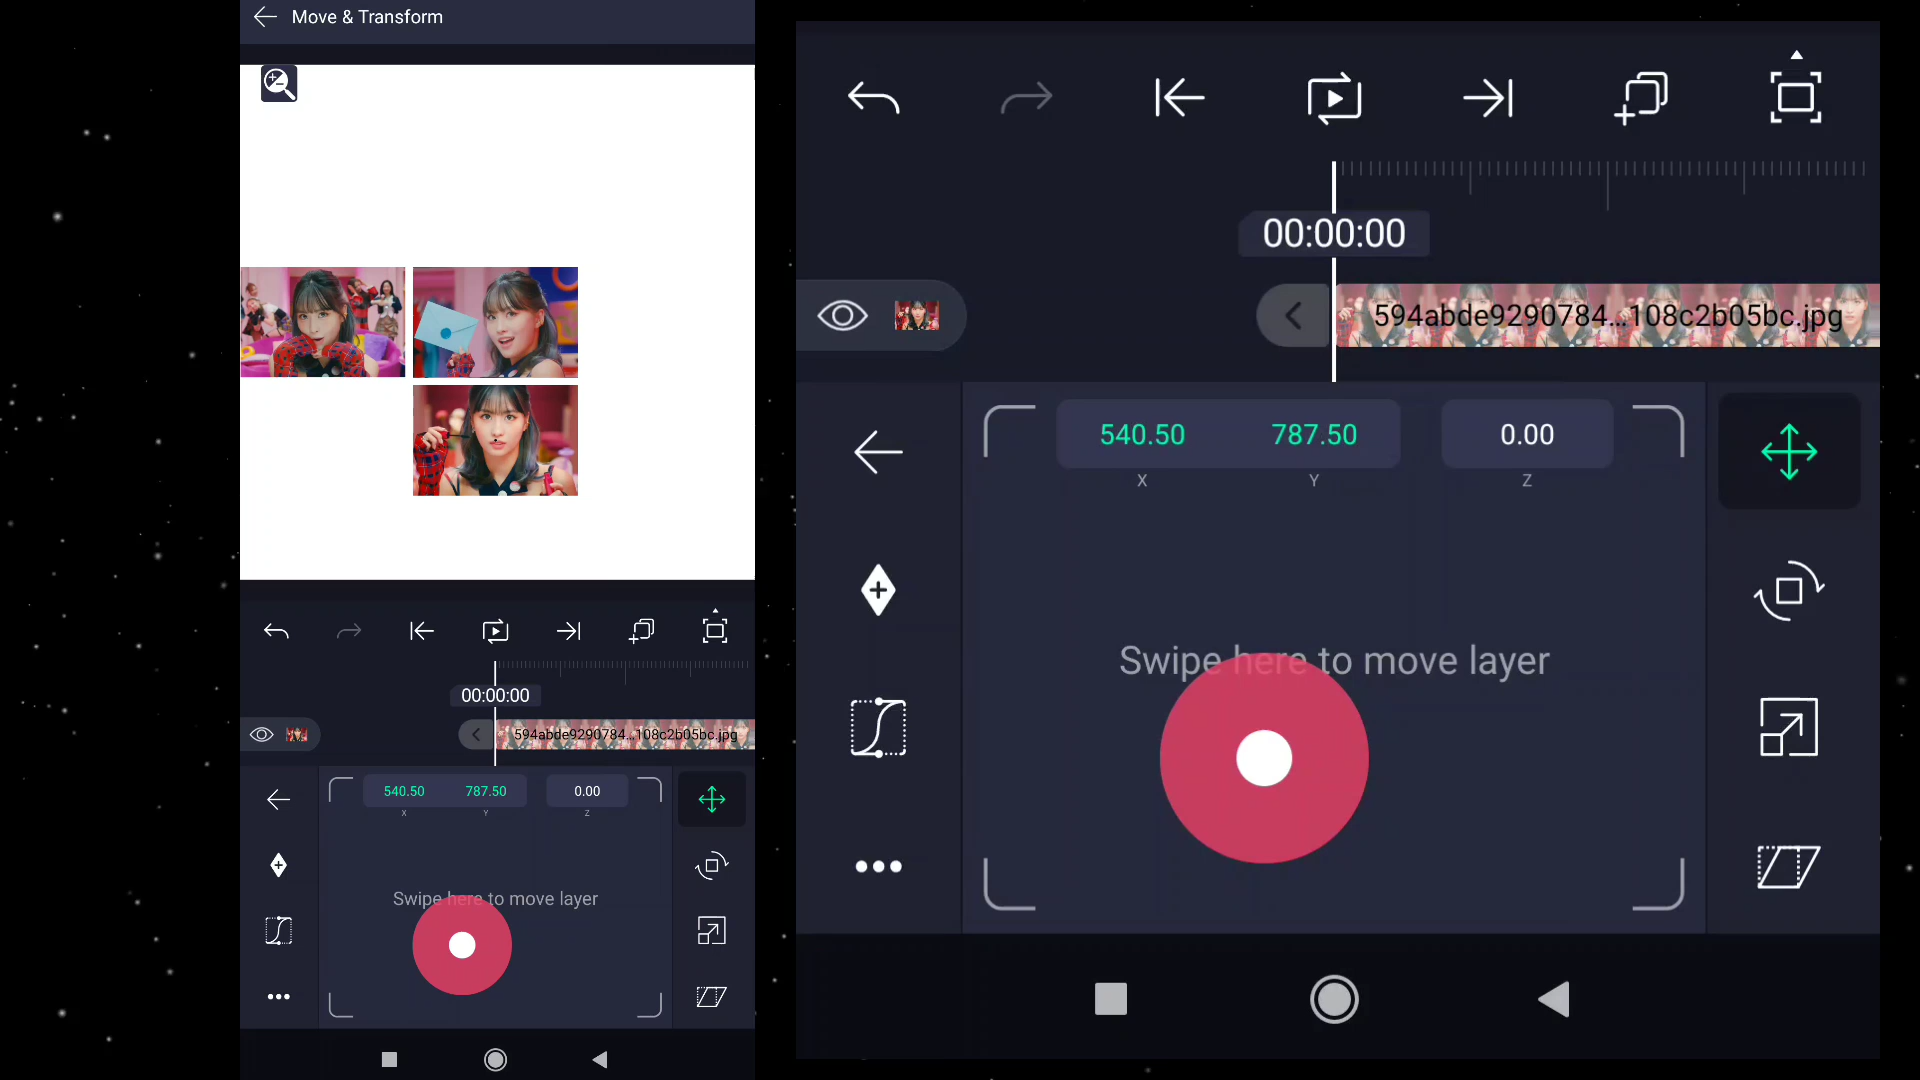 Move & Transform
00:00:00
594abde9290784...108c2b05bc.jpg
540.50
787.50
0.00
X
Y
Z
Swipe here to move layer
00:00:00
594abde9290784...108c2b05bc.jpg
540.50
787.50
0.00
X
Y
Z
Swipe here to move layer